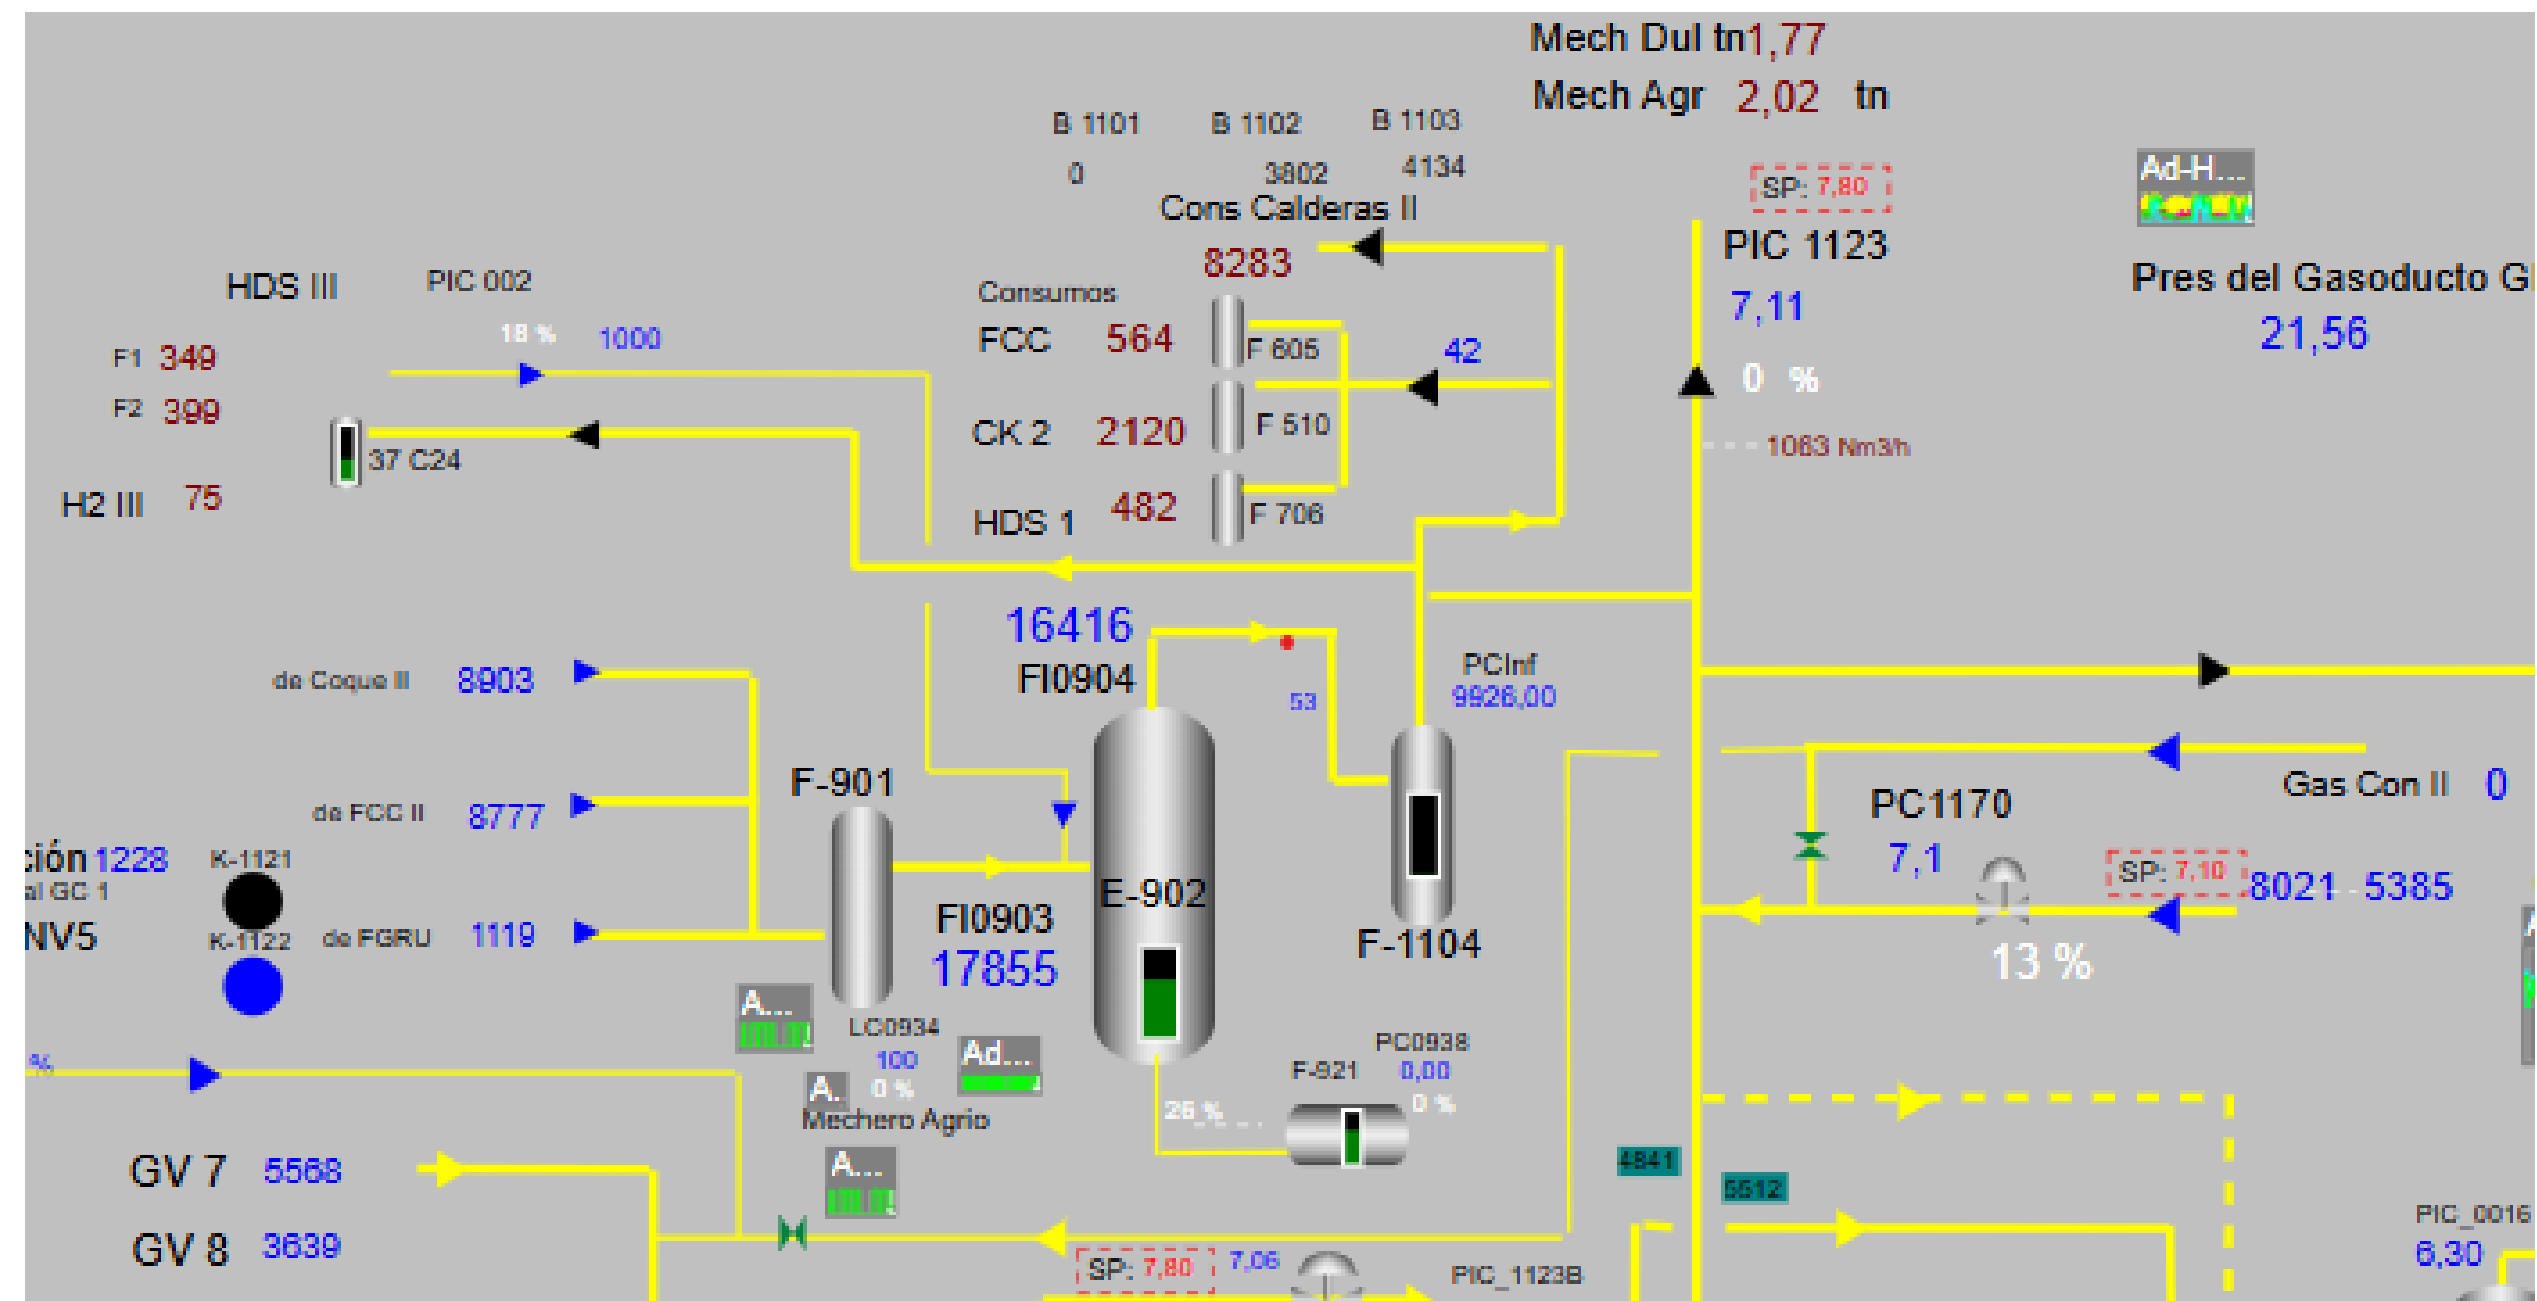 Mech Dul tn 1,77
Mech Agr 2,02 tn
B 1101 B 1102 B 1103
0 3802 4134
Cons Calderas II
8283
SP: 7,80
PIC 1123
7,11
0 %
1063 Nm3/h
Ad-H...
Pres del Gasoducto
21,56
HDS III PIC 002
18 % 1000
F1 349
F2 399
37 C24
H2 III 75
Consumos
FCC 564 F 605 42
CK 2 2120 F 510
HDS 1 482 F 706
16416
FI0904
53
PCInf
9926,00
de Coque II 8903
de FCC II 8777
de FGRU 1119
F-901
E-902
F-1104
FI0903
17855
ción 1228
al GC 1
NV5
K-1121
K-1122
PC1170
7,1
Gas Con II 0
SP: 7,10
8021 5385
13 %
A...
LC0934
100
0 %
A.
Ad...
Mechero Agrio
A...
PC0938
0,00
0 %
F-921
26 %
%
GV 7 5568
GV 8 3639
4841
5512
SP: 7,80 7,06
PIC_1123B
PIC_0016
6,30